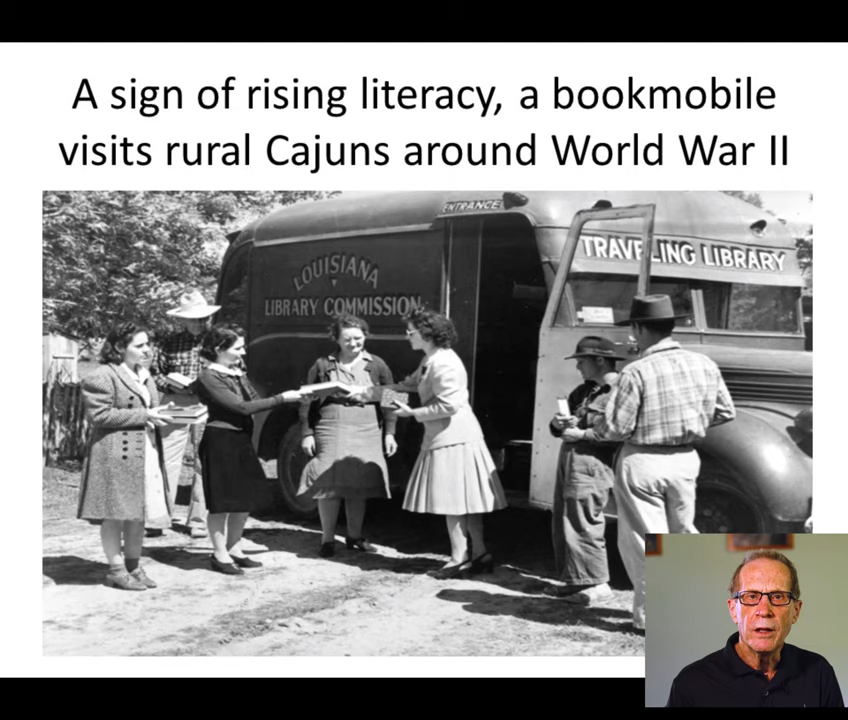 A sign of rising literacy, a bookmobile
visits rural Cajuns around World War II
ENTRANCE
TRAVELING LIBRARY
LOUISIANA
LIBRARY COMMISSION